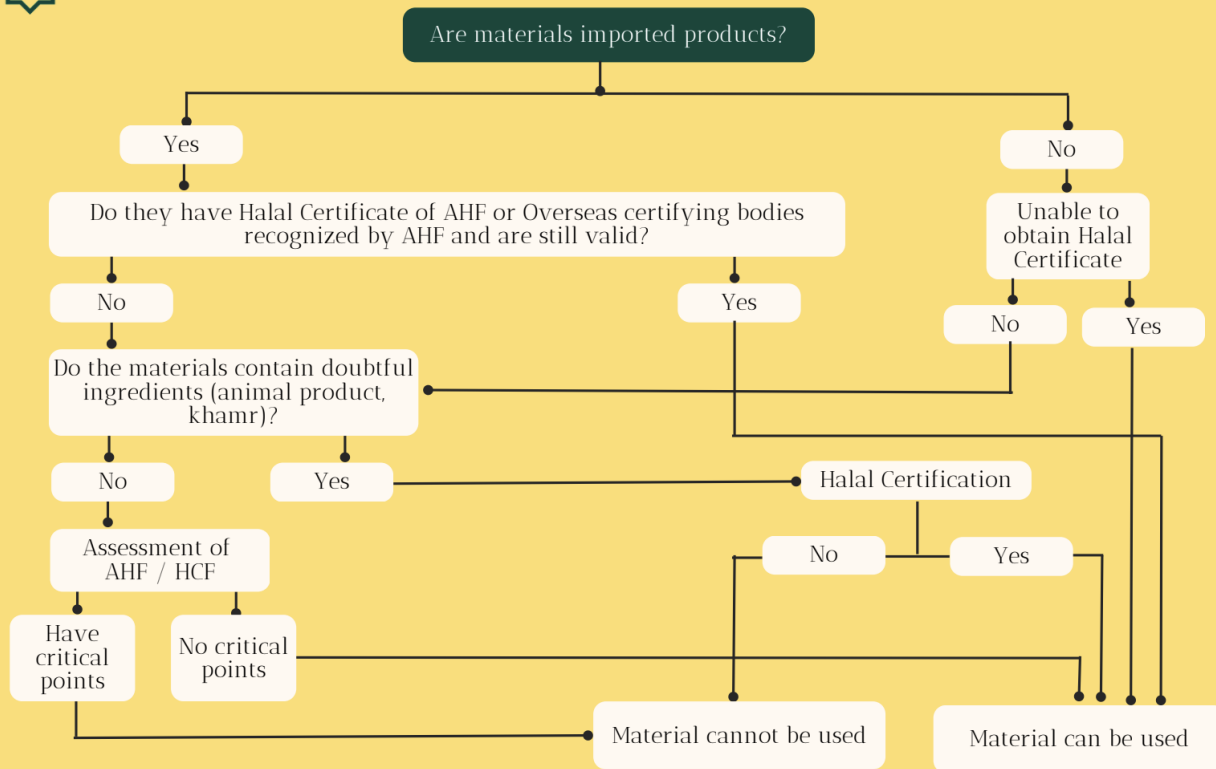 Are materials imported products?
Yes
No
Do they have Halal Certificate of AHF or Overseas certifying bodies
recognized by AHF and are still valid?
Unable to
obtain Halal
Certificate
No
Yes
No
Yes
Do the materials contain doubtful
ingredients (animal product,
khamr)?
No
Yes
Halal Certification
Assessment of
AHF / HCF
No
Yes
Have
critical
points
No critical
points
Material cannot be used
Material can be used